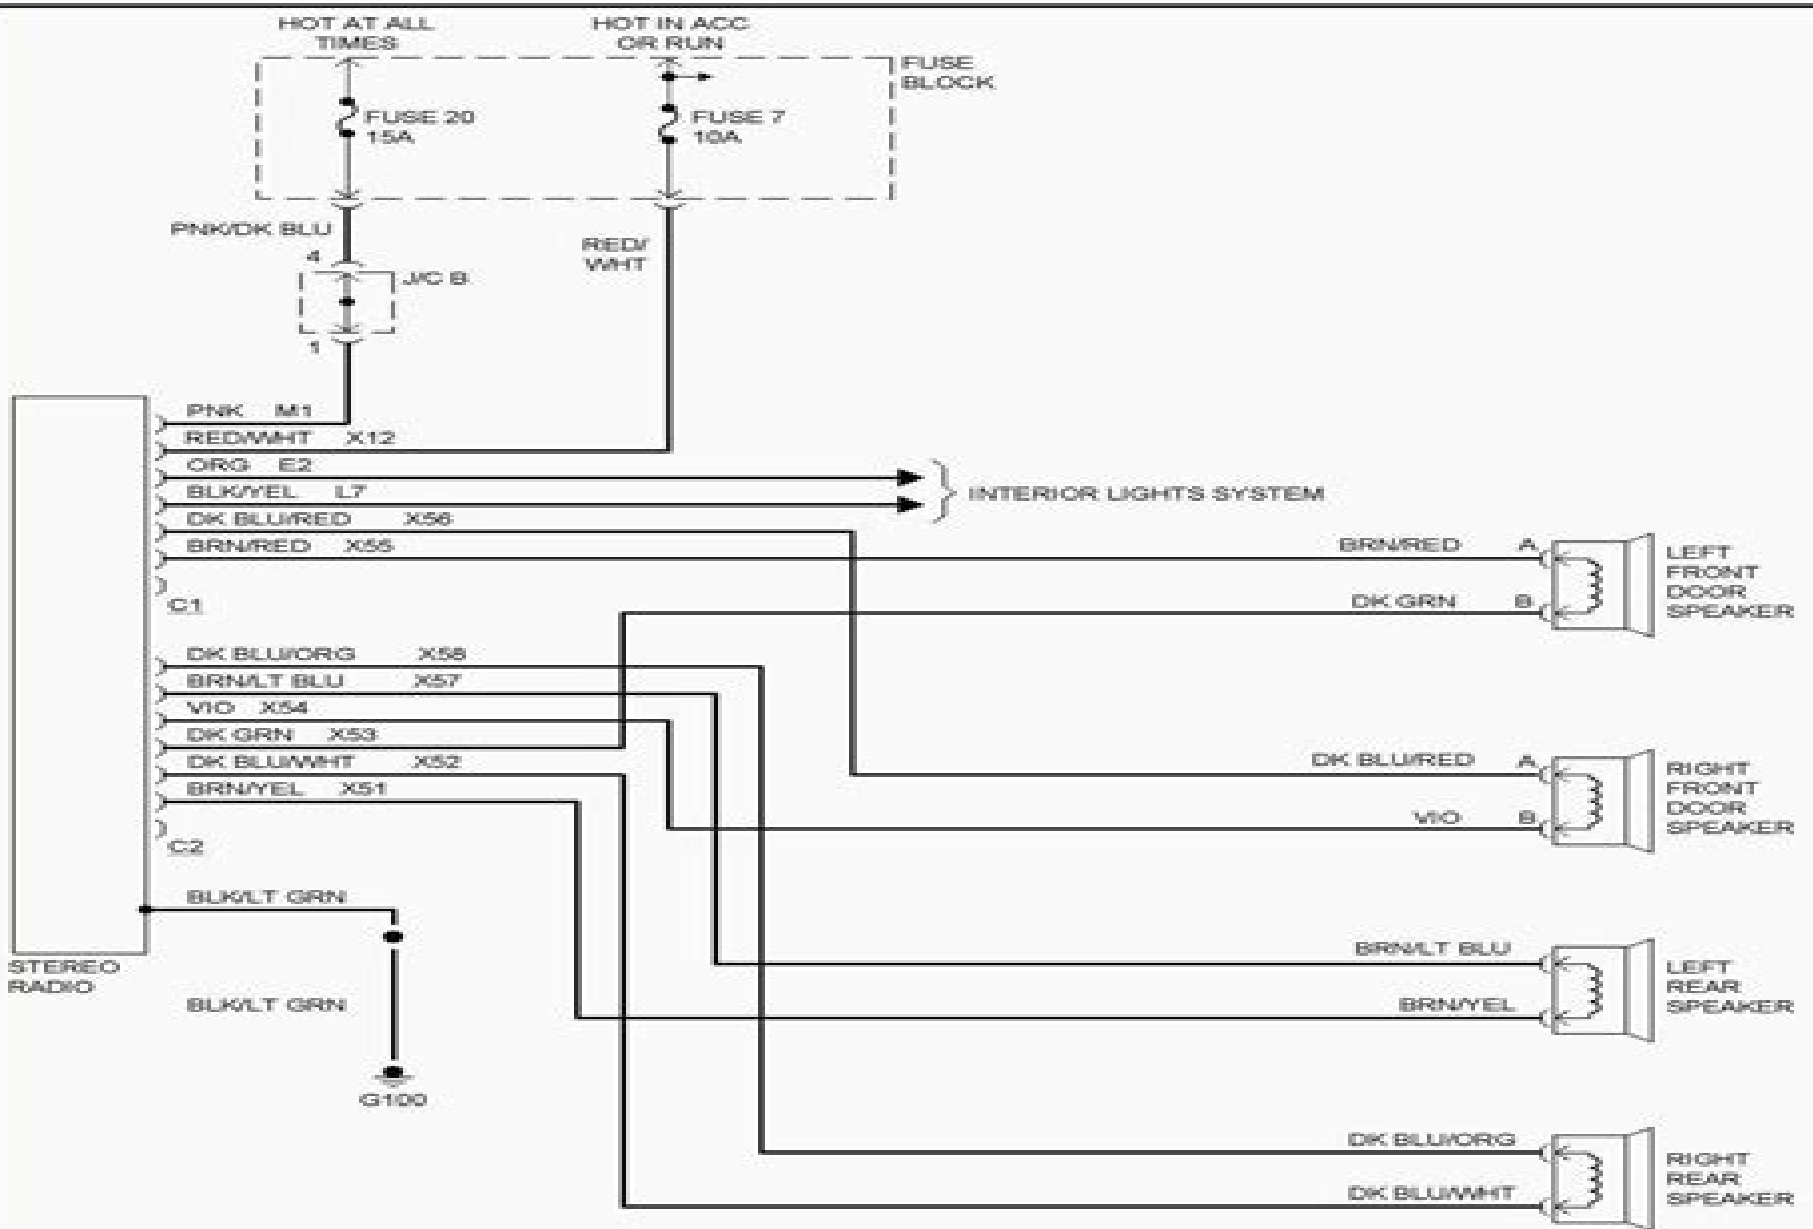 HOT AT ALL
TIMES
HOT IN ACC
OR RUN
FUSE
BLOCK
FUSE 20
15A
FUSE 7
10A
PNK/DK BLU
RED/
WHT
4
J/C B
1
PNK M1
RED/WHT X12
ORG E2
BLK/YEL L7
INTERIOR LIGHTS SYSTEM
DK BLU/RED X56
BRN/RED X55
C1
BRN/RED A
DK GRN B
LEFT
FRONT
DOOR
SPEAKER
DK BLU/ORG X58
BRN/LT BLU X57
VIO X54
DK GRN X53
DK BLU/WHT X52
BRN/YEL X51
C2
DK BLU/RED A
VIO B
RIGHT
FRONT
DOOR
SPEAKER
BLK/LT GRN
STEREO
RADIO
BLK/LT GRN
G100
BRN/LT BLU
BRN/YEL
LEFT
REAR
SPEAKER
DK BLU/ORG
DK BLU/WHT
RIGHT
REAR
SPEAKER